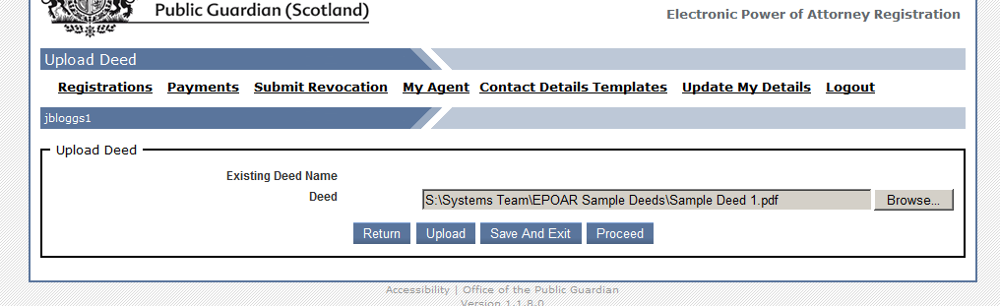 Public Guardian (Scotland)
Electronic Power of Attorney Registration
Upload Deed
Registrations Payments Submit Revocation My Agent Contact Details Templates Update My Details Logout
jbloggs1
Upload Deed
Existing Deed Name
Deed S:\Systems Team\EPOAR Sample Deeds\Sample Deed 1.pdf Browse...
Return Upload Save And Exit Proceed
Accessibility | Office of the Public Guardian
Version 1.1.8.0